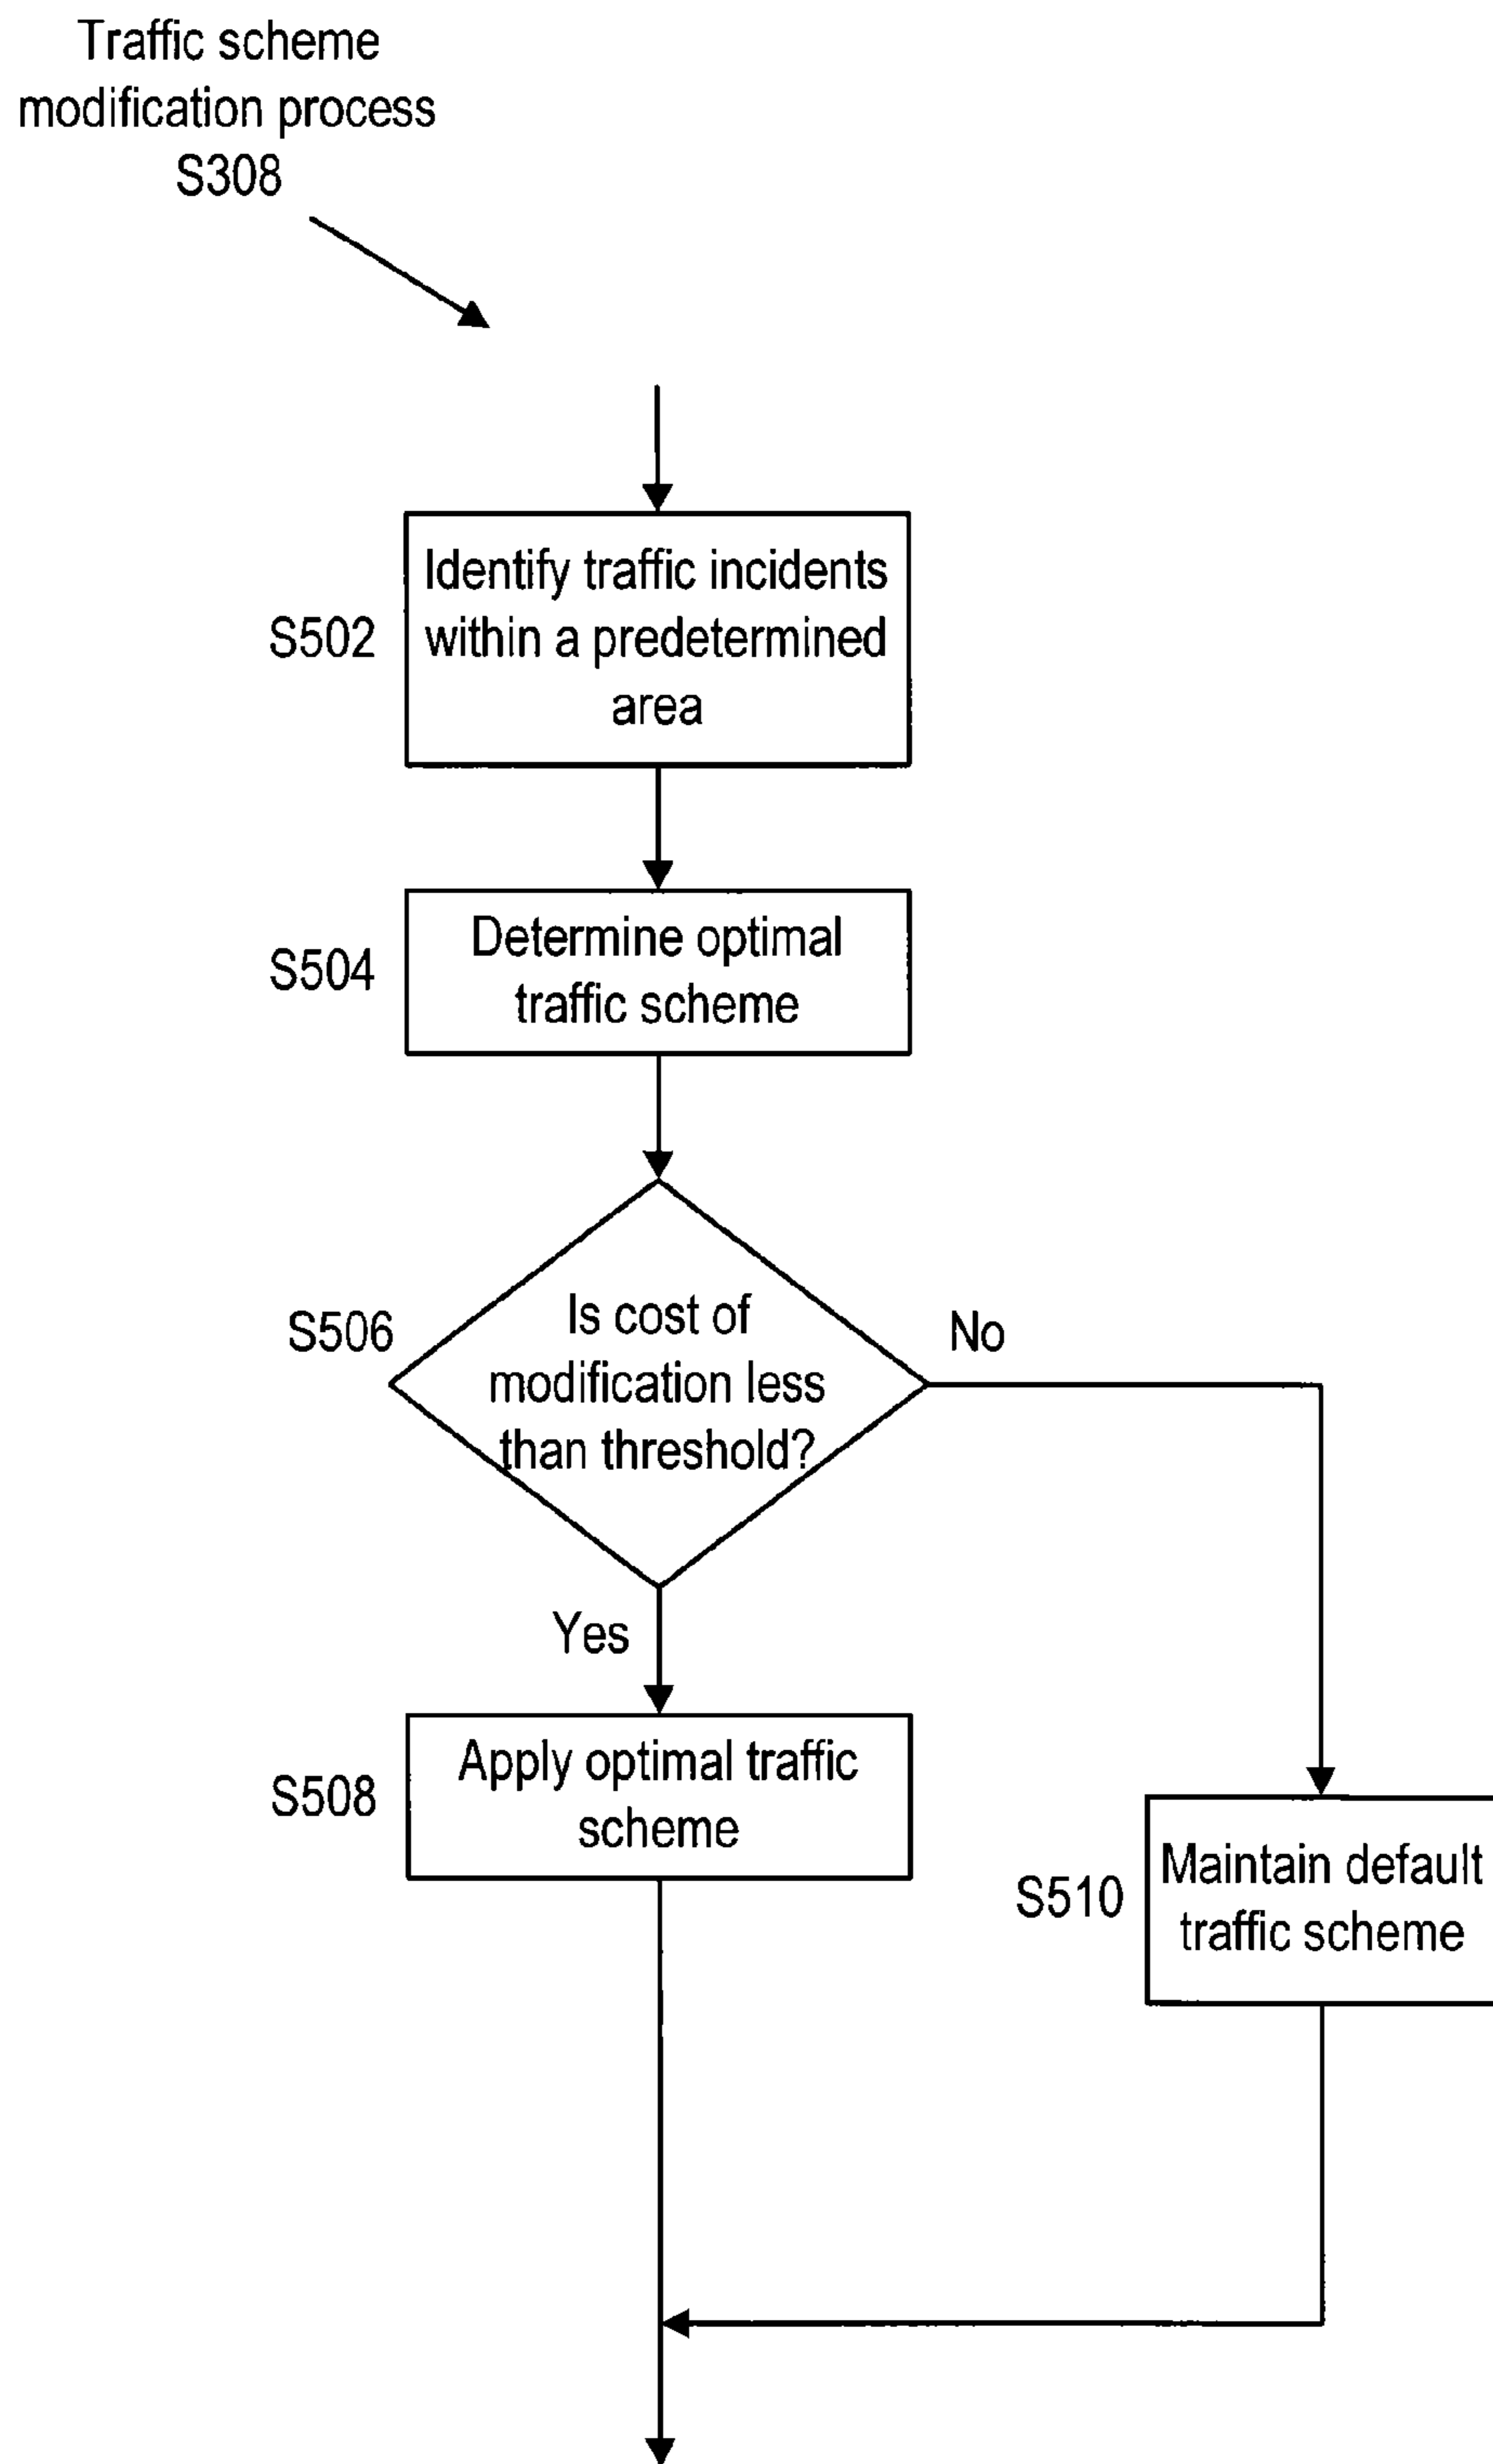 Traffic scheme
modification process
S308
S502
Identify traffic incidents
within a predetermined
area
S504
Determine optimal
traffic scheme
S506
Is cost of
modification less
than threshold?
No
Yes
S508
Apply optimal traffic
scheme
S510
Maintain default
traffic scheme